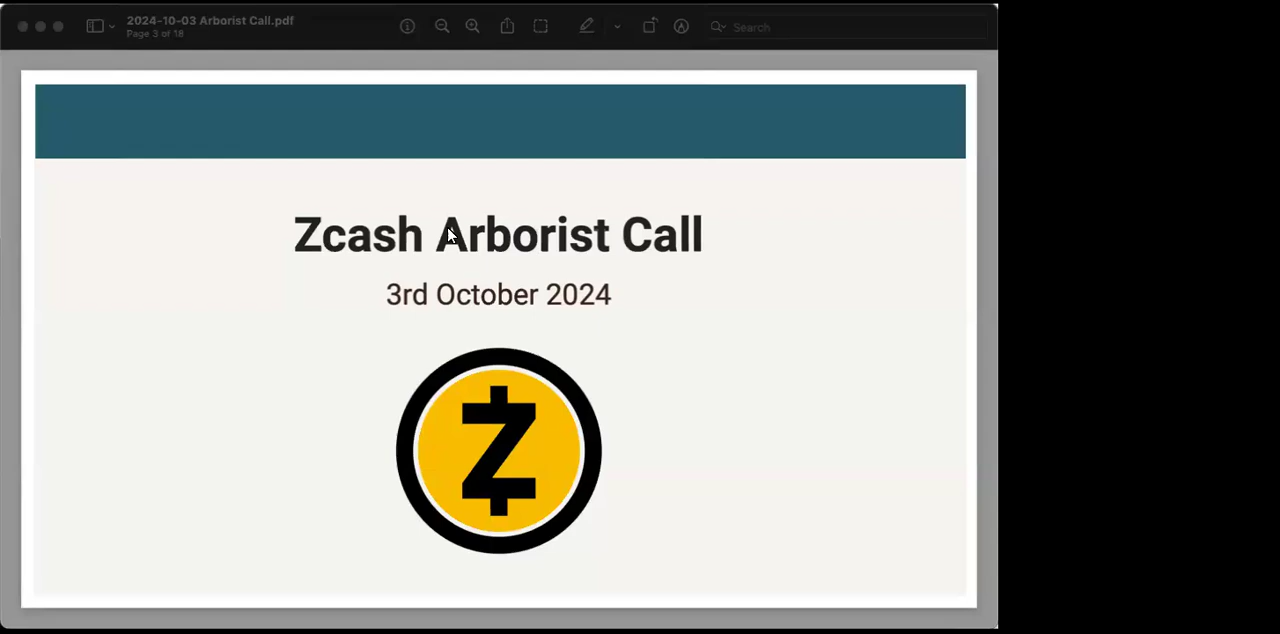 2024-10-03 Arborist Call.pdf
Page 3 of 18
Search
Zcash Arborist Call
3rd October 2024